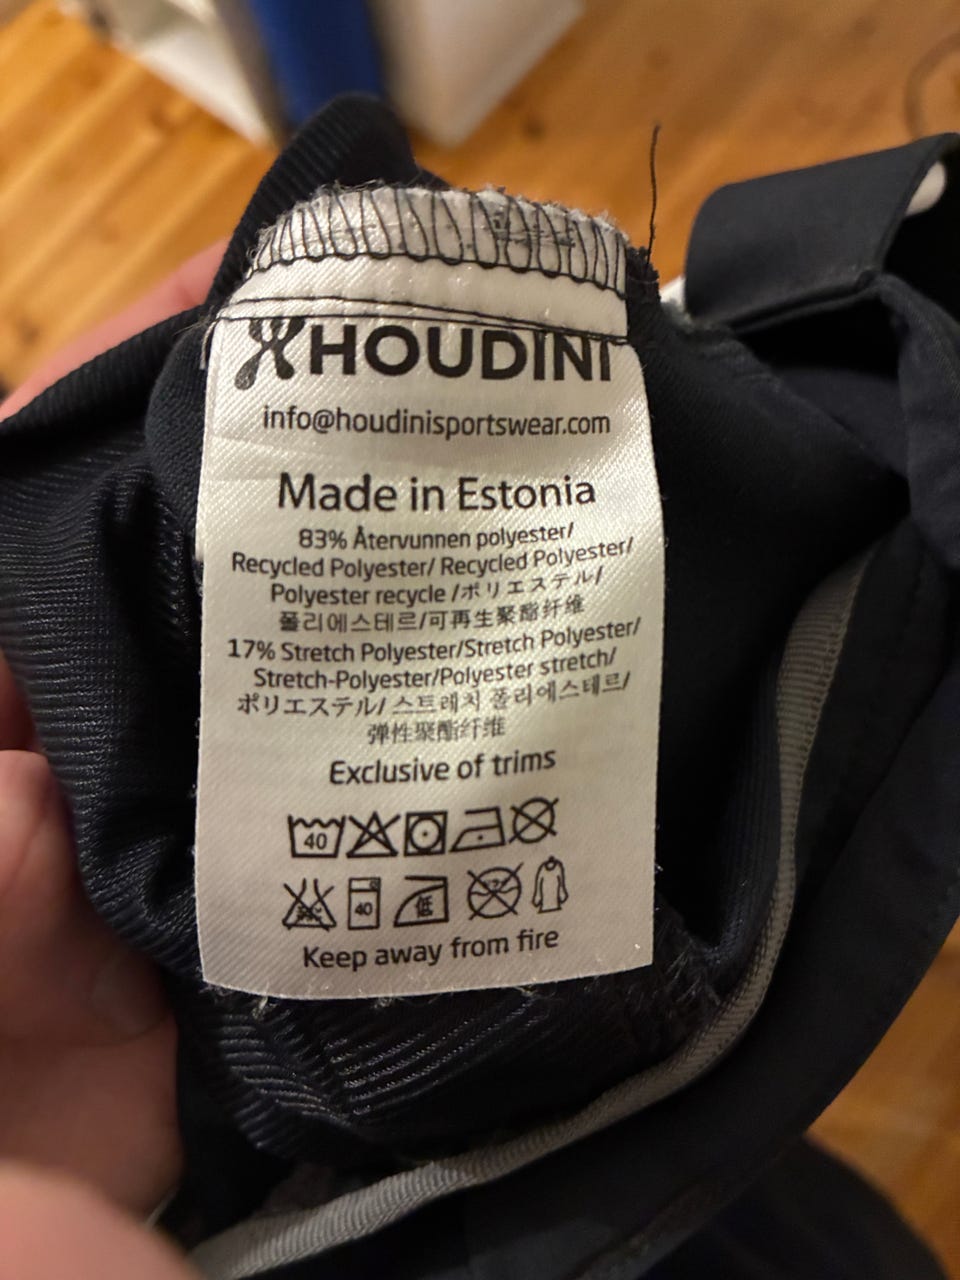 HOUDINI
info@houdinisportswear.com
Made in Estonia
83% Återvunnen polyester/
Recycled Polyester/ Recycled Polyester/
Polyester recycle /ポリエステル/
폴리에스테르/可再生聚酯纤维
17% Stretch Polyester/Stretch Polyester/
Stretch-Polyester/Polyester stretch/
ポリエステル/ 스트레치 폴리에스테르/
弹性聚酯纤维
Exclusive of trims
40
40 低
Keep away from fire